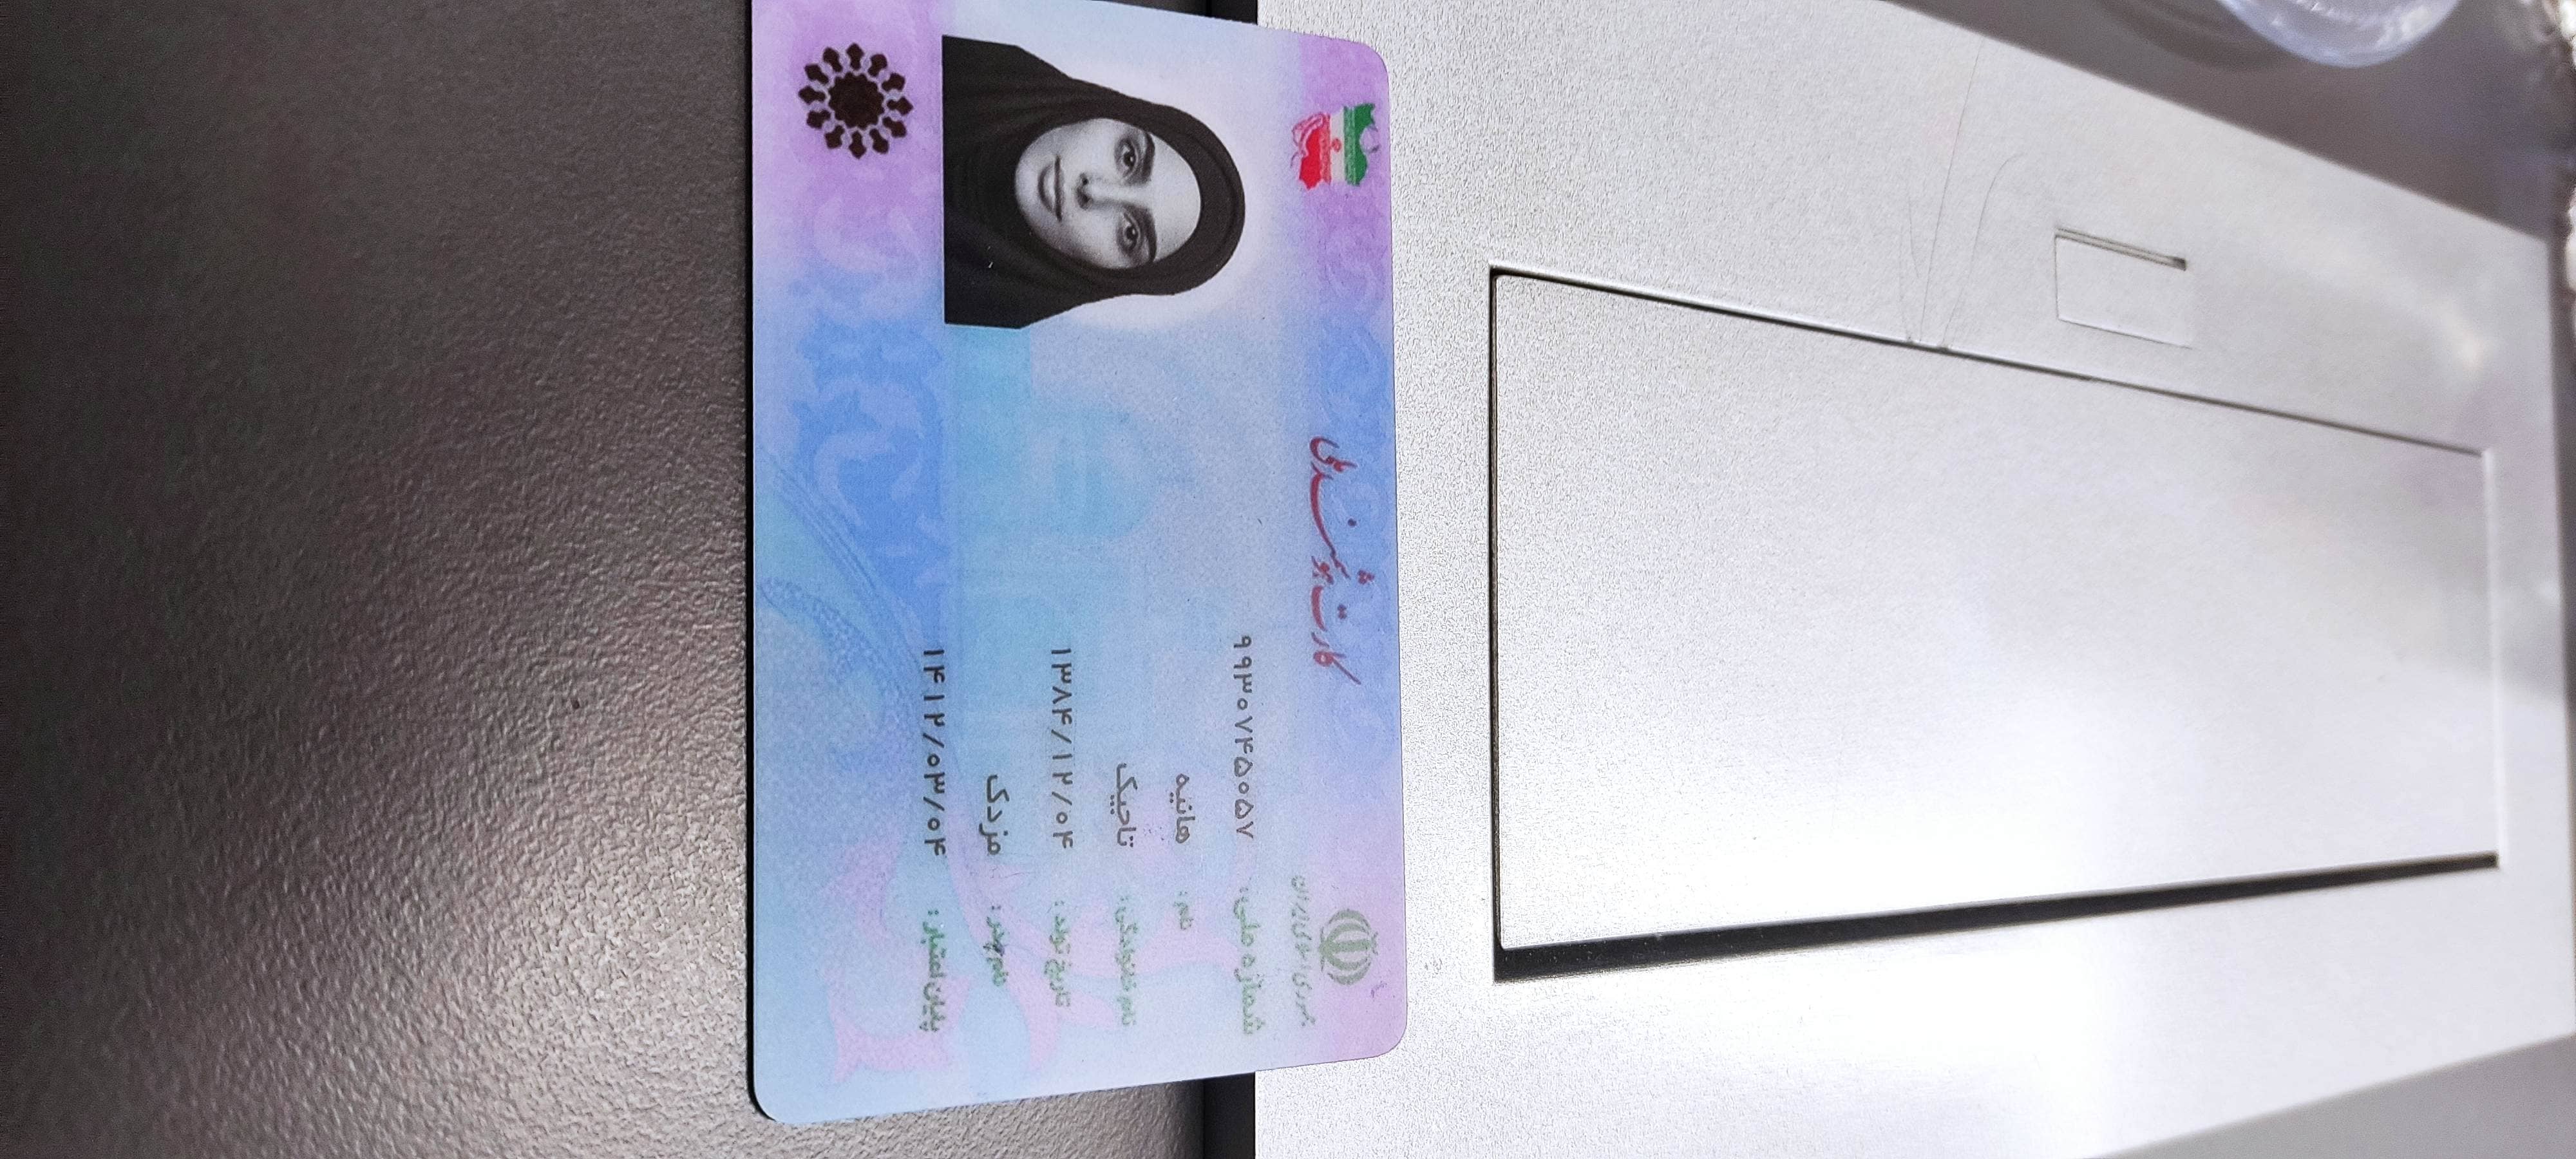 جمهوری اسلامی ایران
کارت هوشمند ملی
شماره ملی: ۹۹۳۰۷۴۵۰۵۷
نام: هانیه
نام خانوادگی: تاجیک
تاریخ تولد: ۱۳۸۴/۱۲/۰۴
نام پدر: مزدک
پایان اعتبار: ۱۴۱۲/۰۳/۰۴